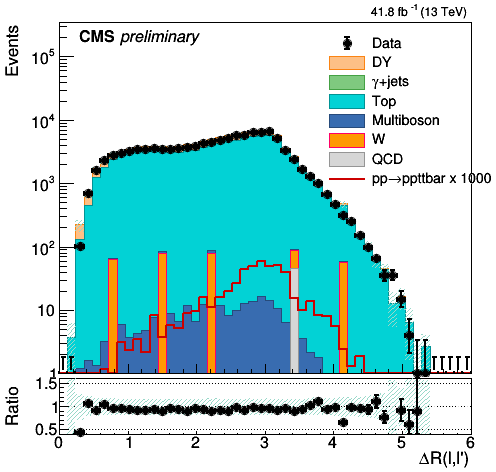 41.8 fb⁻¹ (13 TeV)
CMS preliminary
Events
Data
DY
γ+jets
Top
Multiboson
W
QCD
pp→ppttbar x 1000
10⁵
10⁴
10³
10²
10
1
Ratio
1.5
1
0.5
0 1 2 3 4 5 6
ΔR(l,l')